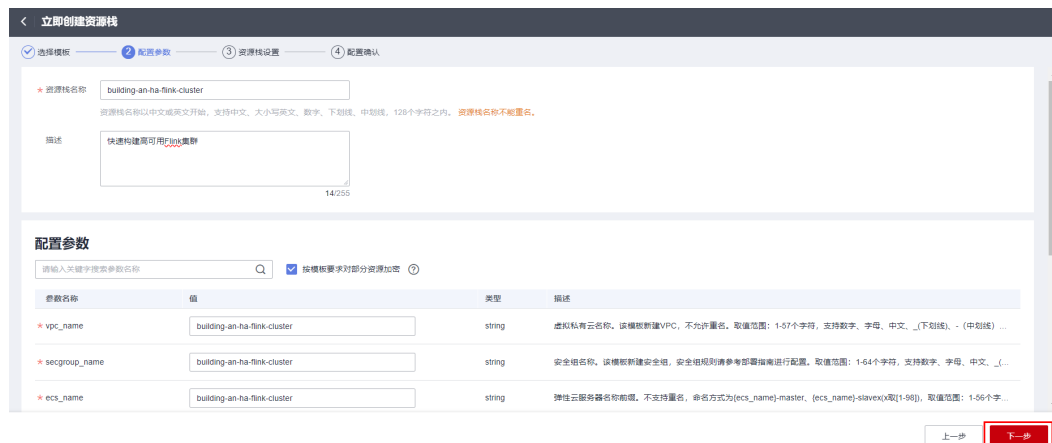 立即创建资源栈
选择模板
2 配置参数
3 资源栈设置
4 配置确认
* 资源栈名称
building-an-ha-flink-cluster
资源栈名称以中文或英文开始，支持中文、大小写英文、数字、下划线、中划线，128个字符之内。资源栈名称不能重名。
描述
快速构建高可用Flink集群
14/255
配置参数
请输入关键字搜索参数名称
按模板要求对部分资源加密 ?
参数名称 值 类型 描述
* vpc_name building-an-ha-flink-cluster string 虚拟私有云名称。该模板新建VPC，不允许重名。取值范围：1-57个字符，支持数字、字母、中文、_(下划线)、-（中划线）...
* secgroup_name building-an-ha-flink-cluster string 安全组名称。该模板新建安全组，安全组规则请参考部署指南进行配置。取值范围：1-64个字符，支持数字、字母、中文、_(...
* ecs_name building-an-ha-flink-cluster string 弹性云服务器名称前缀。不支持重名，命名方式为{ecs_name}-master、{ecs_name}-slavex(x取[1-98])，取值范围：1-56个字...
上一步 下一步